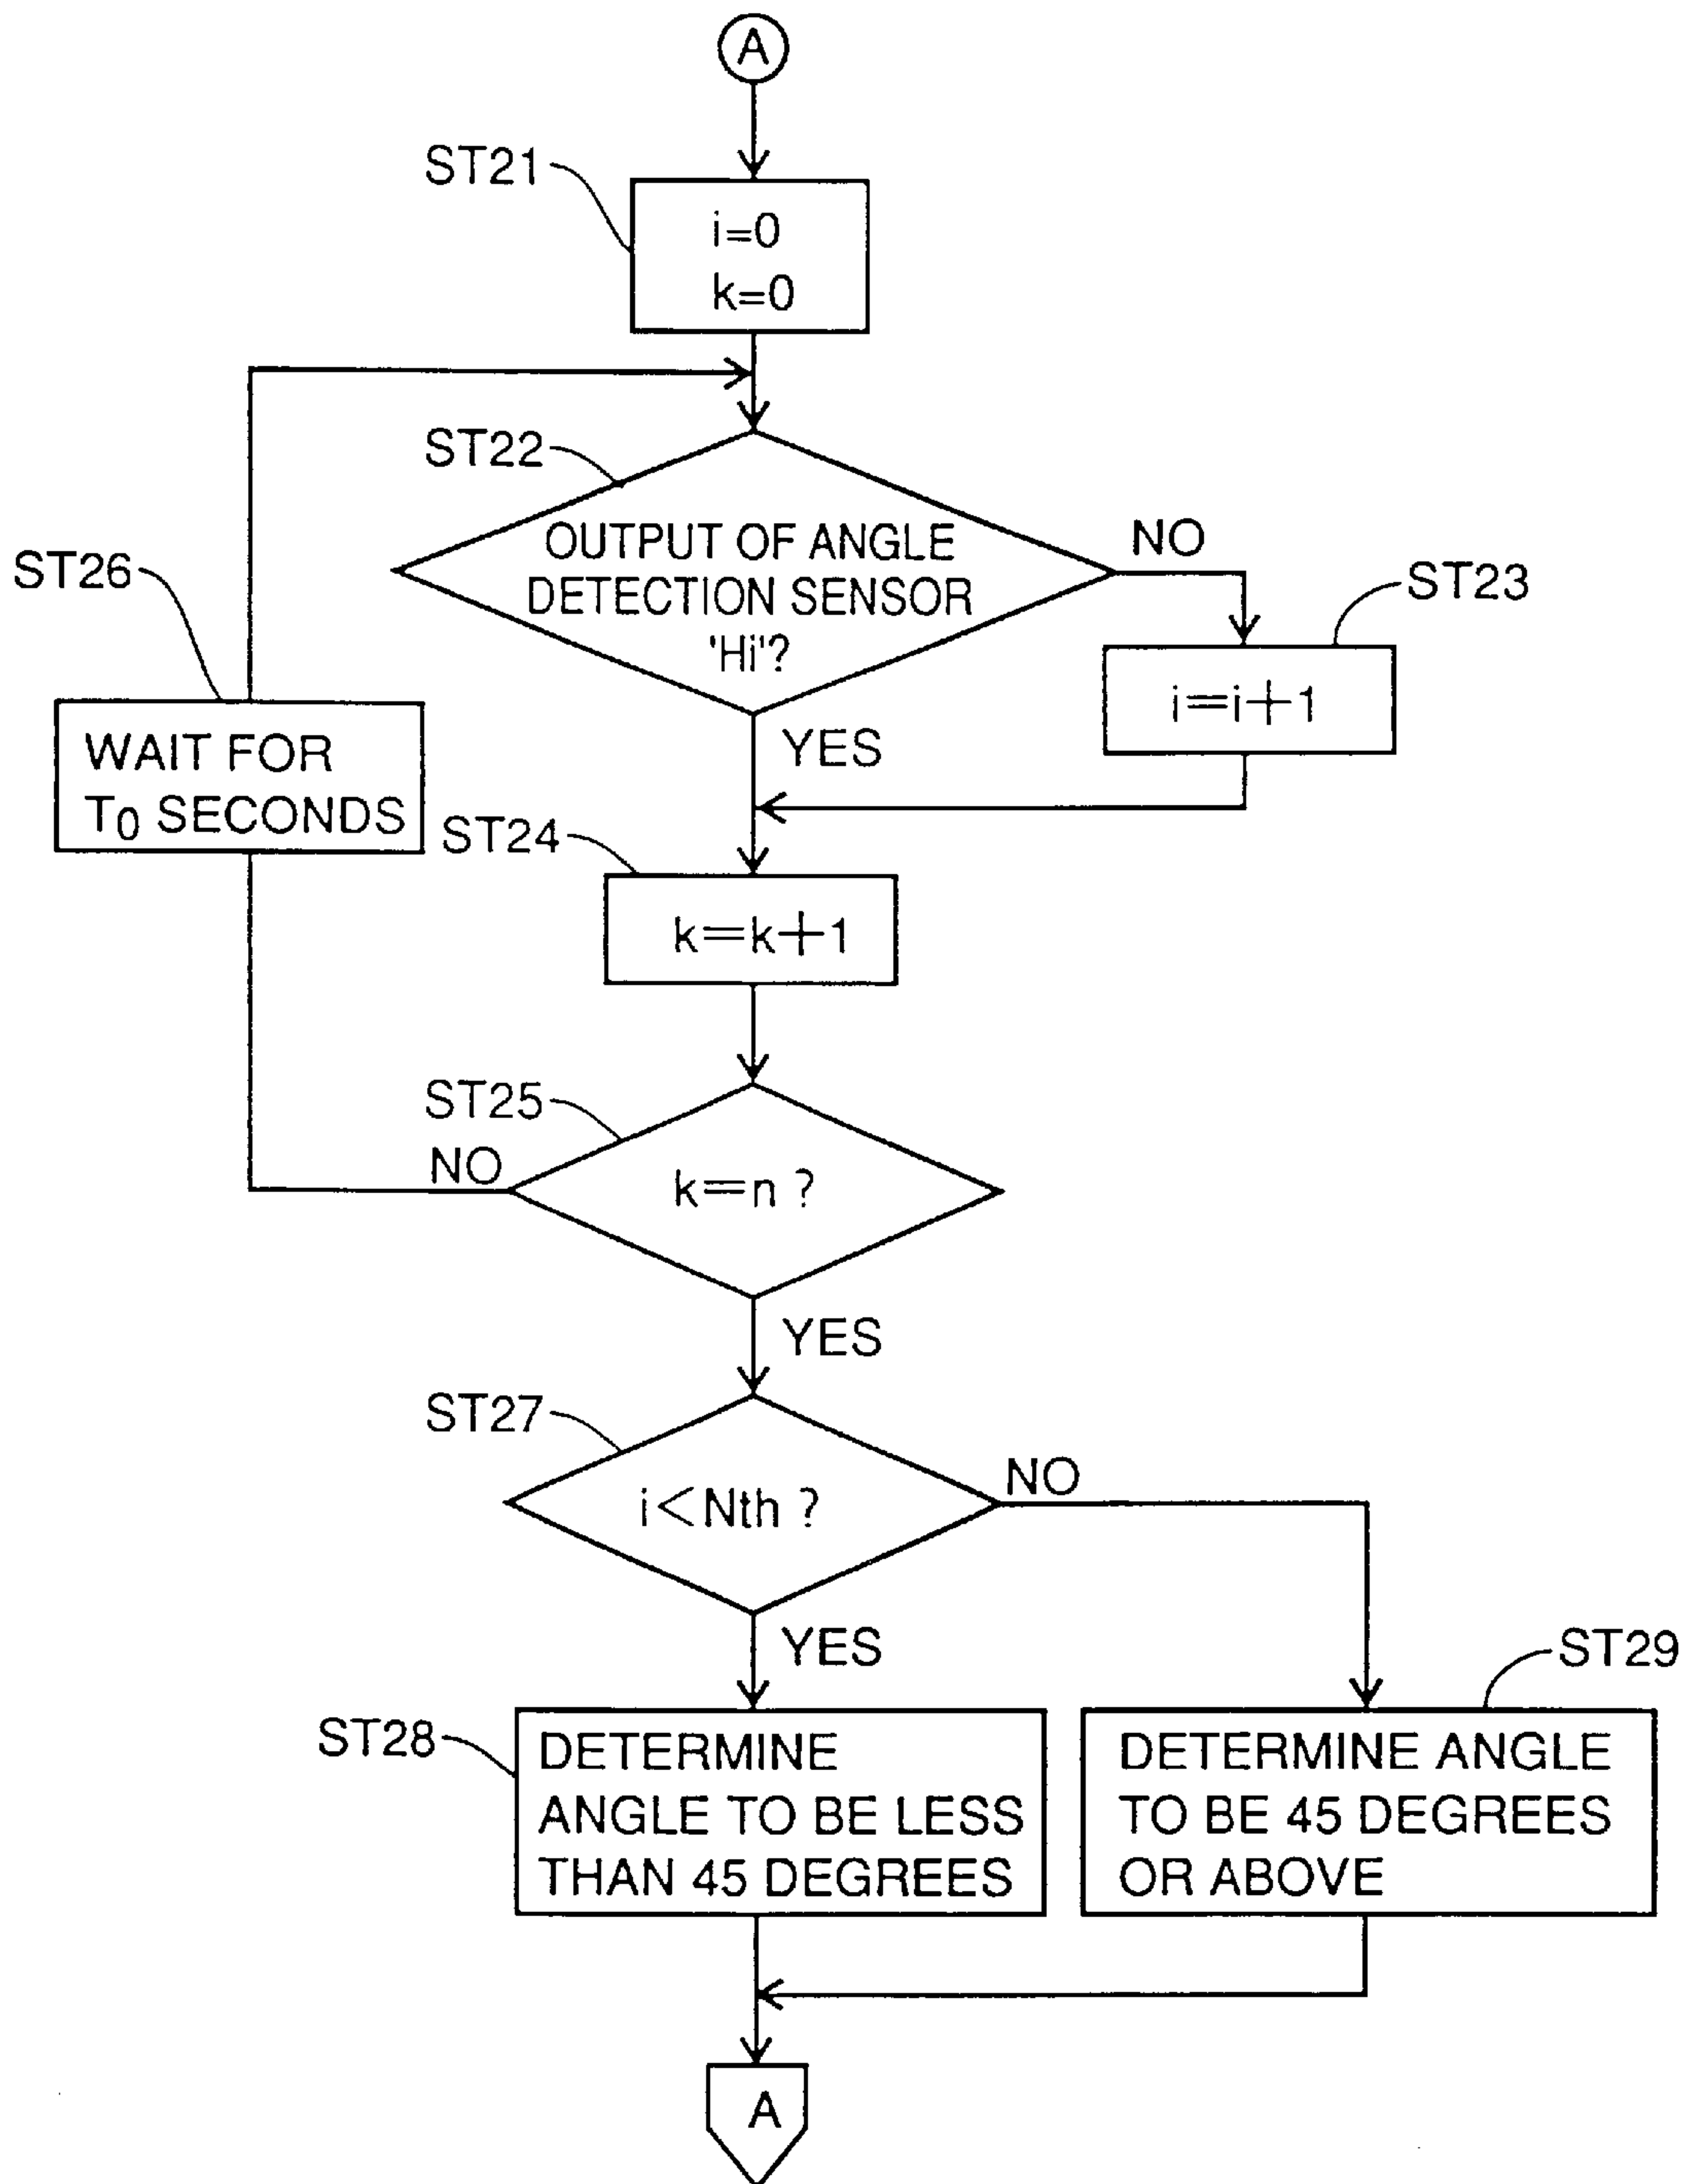 A
ST21
i=0
k=0
ST22
OUTPUT OF ANGLE
DETECTION SENSOR
'Hi'?
NO
ST23
i=i+1
ST26
WAIT FOR
T0 SECONDS
YES
ST24
k=k+1
ST25
NO
k=n ?
YES
ST27
i<Nth ?
NO
YES
ST28
DETERMINE
ANGLE TO BE LESS
THAN 45 DEGREES
ST29
DETERMINE ANGLE
TO BE 45 DEGREES
OR ABOVE
A